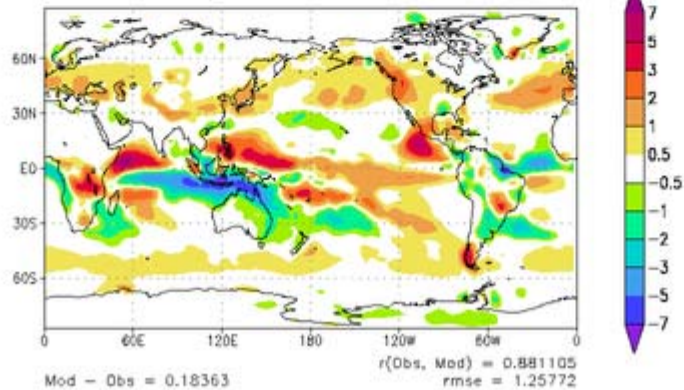 7
5
3
2
1
0.5
-0.5
-1
-2
-3
-5
-7
60N
30N
EQ
30S
60S
0
60E
120E
180
120W
60W
0
r(Obs, Mod) = 0.881105
Mod - Obs = 0.18363
rmse = 1.25772